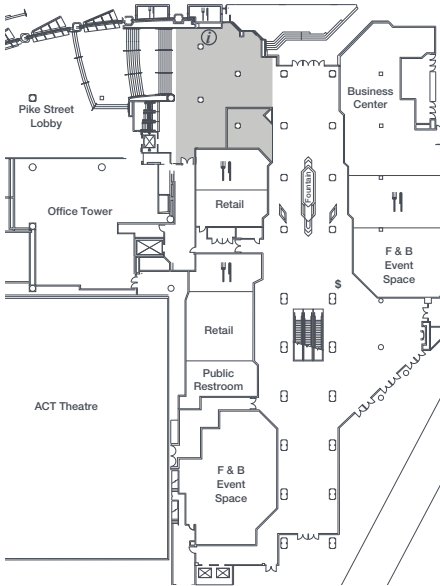 i
Pike Street
Lobby
Business
Center
Office Tower
Retail
Fountain
F & B
Event
Space
$
Retail
Public
Restroom
ACT Theatre
F & B
Event
Space